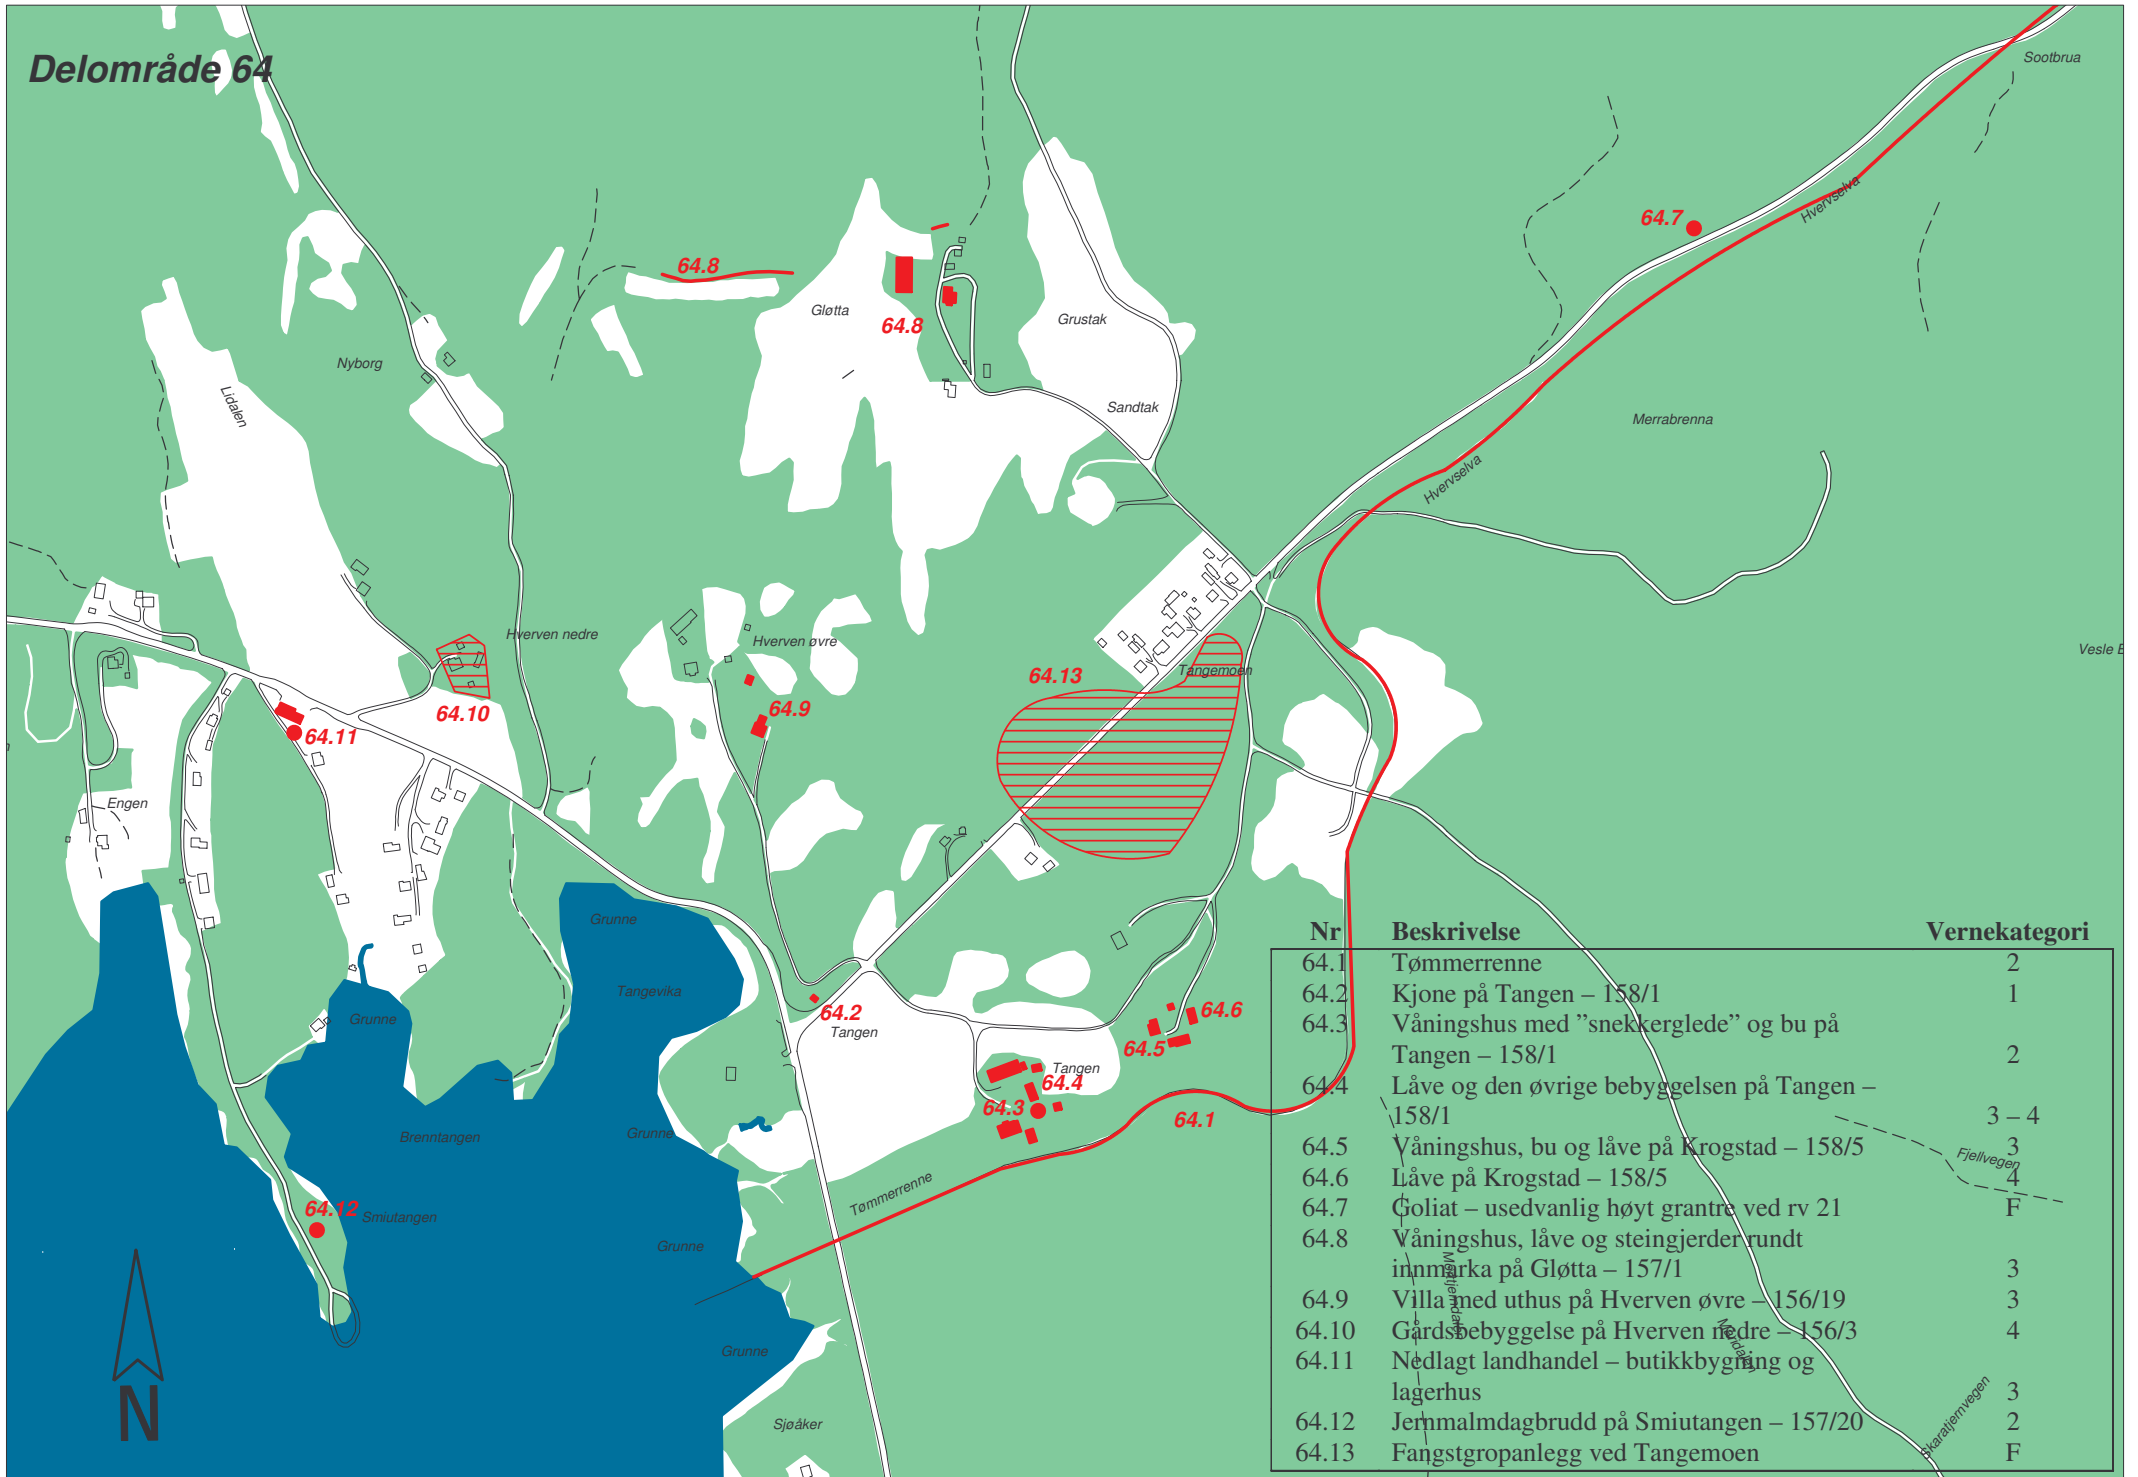 Delområde 64
Sootbrua
64.7
Hvervselva
64.8
Gløtta
64.8
Grustak
Nyborg
Lidalen
Sandtak
Merrabrenna
Hvervselva
Hverven nedre
Hverven øvre
Vesle
64.13
Tangemoen
64.10
64.9
64.11
Engen
Grunne
Tangevika
Grunne
64.2
Tangen
64.6
64.5
Tangen
64.4
64.3
64.1
Brenntangen
Grunne
Tømmerrenne
64.12
Smiutangen
Grunne
Grunne
Sjøåker
N
Fjellvegen
Skaratjernvegen
Nr Beskrivelse Vernekategori
64.1 Tømmerrenne 2
64.2 Kjone på Tangen – 158/1 1
64.3 Våningshus med ”snekkerglede” og bu på
Tangen – 158/1 2
64.4 Låve og den øvrige bebyggelsen på Tangen –
158/1 3 – 4
64.5 Våningshus, bu og låve på Krogstad – 158/5 3
64.6 Låve på Krogstad – 158/5 4
64.7 Goliat – usedvanlig høyt grantre ved rv 21 F
64.8 Våningshus, låve og steingjerder rundt
innmarka på Gløtta – 157/1 3
64.9 Villa med uthus på Hverven øvre – 156/19 3
64.10 Gårdsbebyggelse på Hverven nedre – 156/3 4
64.11 Nedlagt landhandel – butikkbygning og
lagerhus 3
64.12 Jernmalmdagbrudd på Smiutangen – 157/20 2
64.13 Fangstgropanlegg ved Tangemoen F